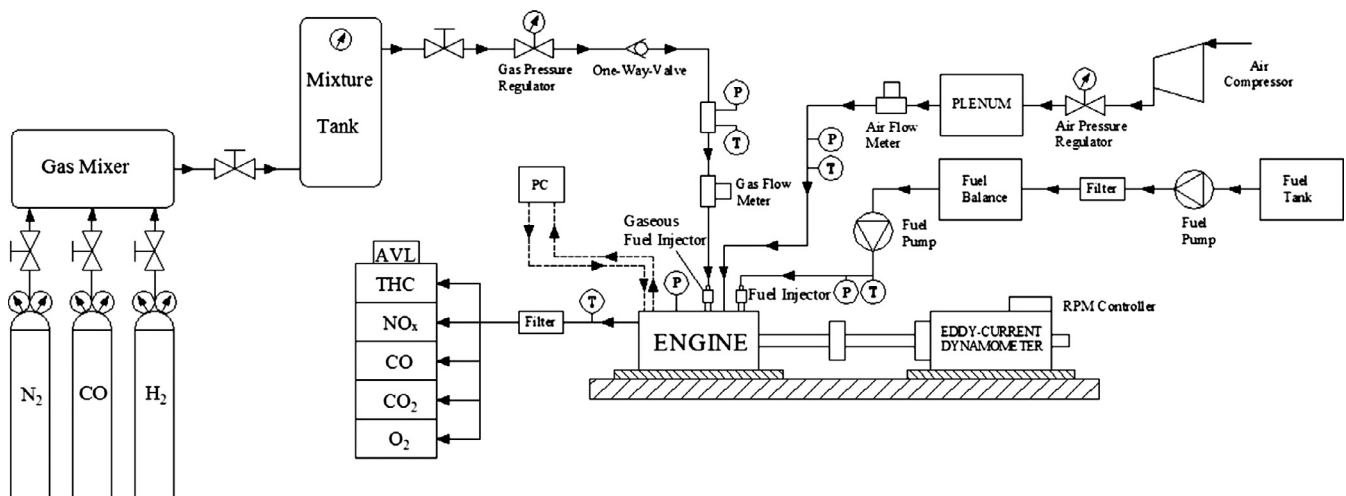 Mixture
Tank
Gas Pressure
Regulator
One-Way-Valve
P
T
Gas Flow
Meter
Gas Mixer
N2
CO
H2
PC
Gaseous
Fuel Injector
Air
Compressor
PLENUM
Air Flow
Meter
Air Pressure
Regulator
P
T
Fuel
Balance
Filter
Fuel
Pump
Fuel
Tank
Fuel
Pump
Fuel Injector
P
T
AVL
THC
NOx
CO
CO2
O2
Filter
T
P
ENGINE
RPM Controller
EDDY-CURRENT
DYNAMOMETER